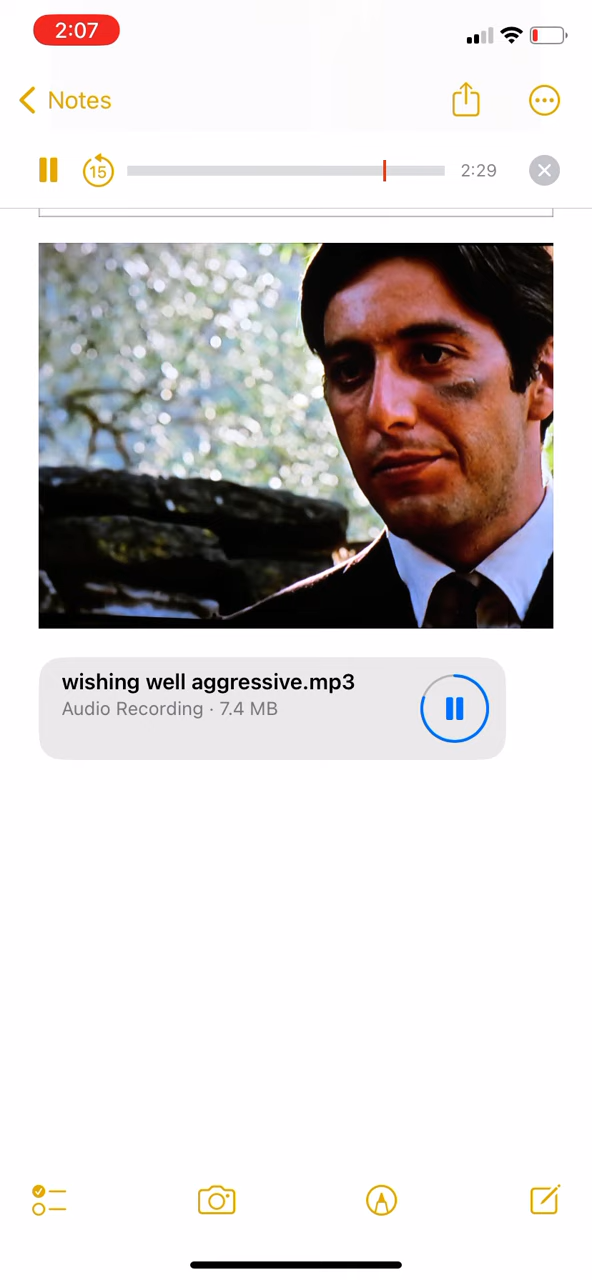 2:07
Notes
15
2:29
wishing well aggressive.mp3
Audio Recording · 7.4 MB